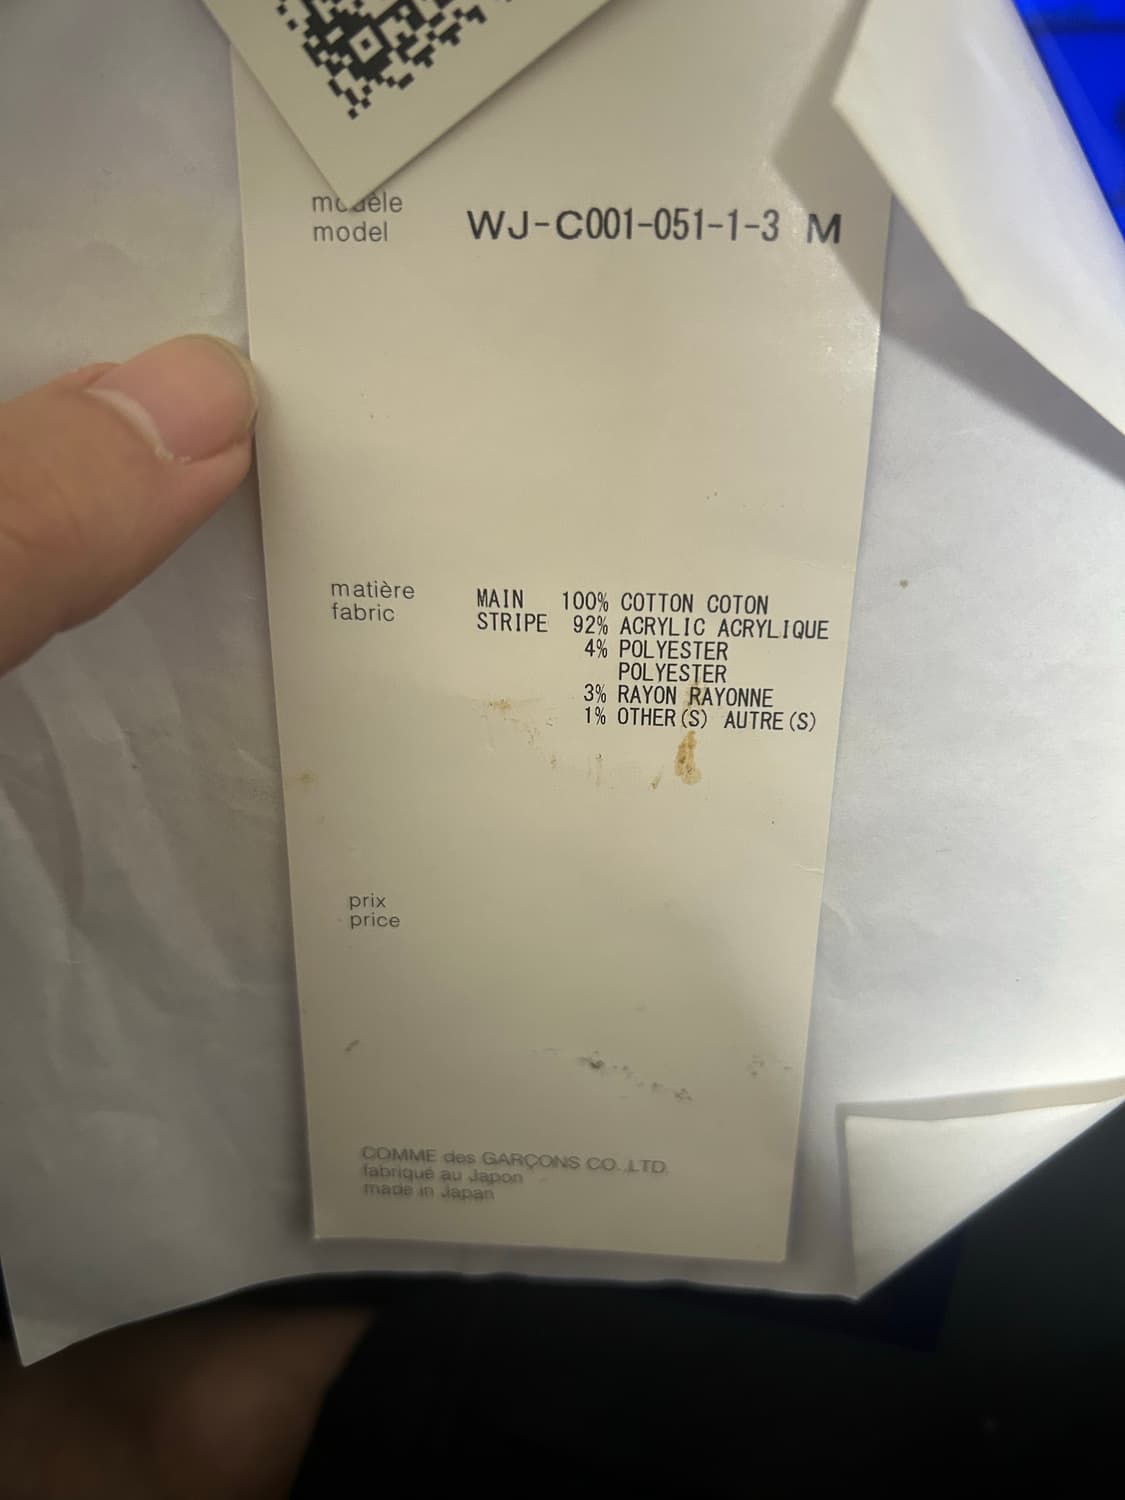 modèle
model WJ-C001-051-1-3 M
matière
fabric
MAIN 100% COTTON COTON
STRIPE 92% ACRYLIC ACRYLIQUE
4% POLYESTER
POLYESTER
3% RAYON RAYONNE
1% OTHER(S) AUTRE(S)
prix
price
COMME des GARÇONS CO.,LTD.
fabriqué au Japon
made in Japan